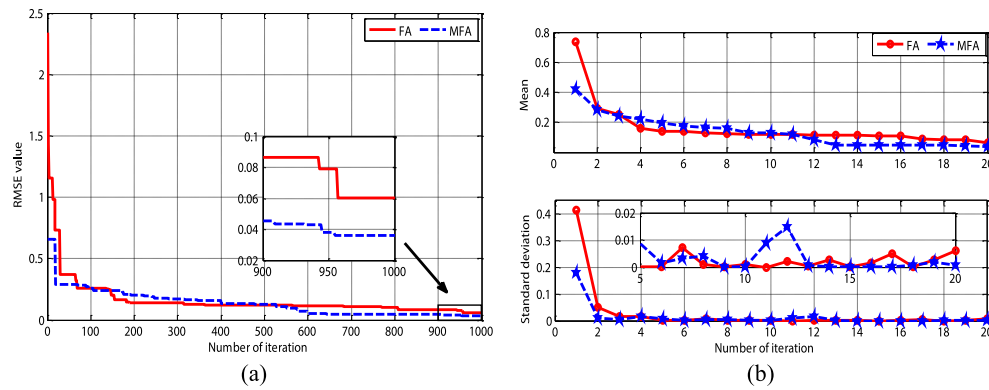 2.5
2
1.5
1
0.5
0
RMSE value
FA MFA
0.1
0.08
0.06
0.04
0.02
900 950 1000
0 100 200 300 400 500 600 700 800 900 1000
Number of iteration
(a)
0.8
0.6
0.4
0.2
Mean
FA MFA
0 2 4 6 8 10 12 14 16 18 20
0.4
0.3
0.2
0.1
0
Standard deviation
0.02
0.01
0
5 10 15 20
0 2 4 6 8 10 12 14 16 18 20
Number of iteration
(b)